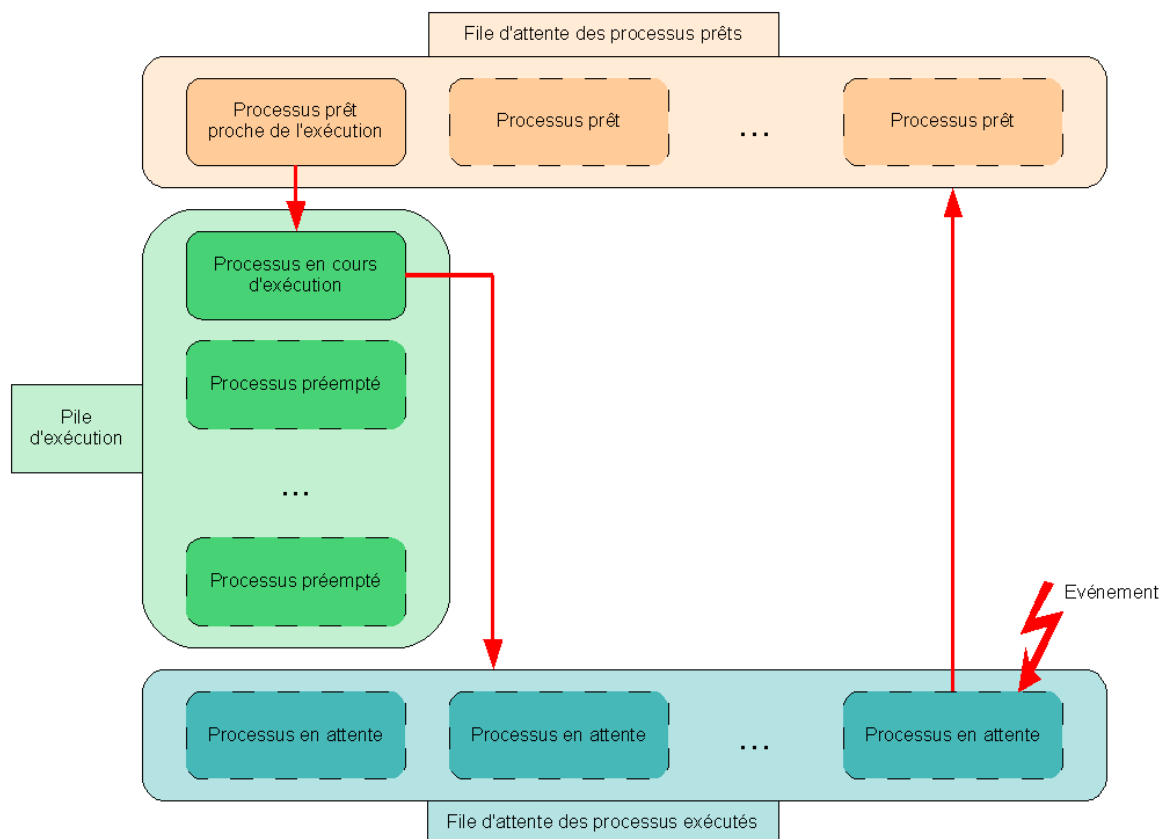 File d'attente des processus prêts
Processus prêt
proche de l'exécution
Processus prêt
...
Processus prêt
Processus en cours
d'exécution
Processus préempté
Pile
d'exécution
...
Processus préempté
Evénement
Processus en attente
Processus en attente
...
Processus en attente
File d'attente des processus exécutés